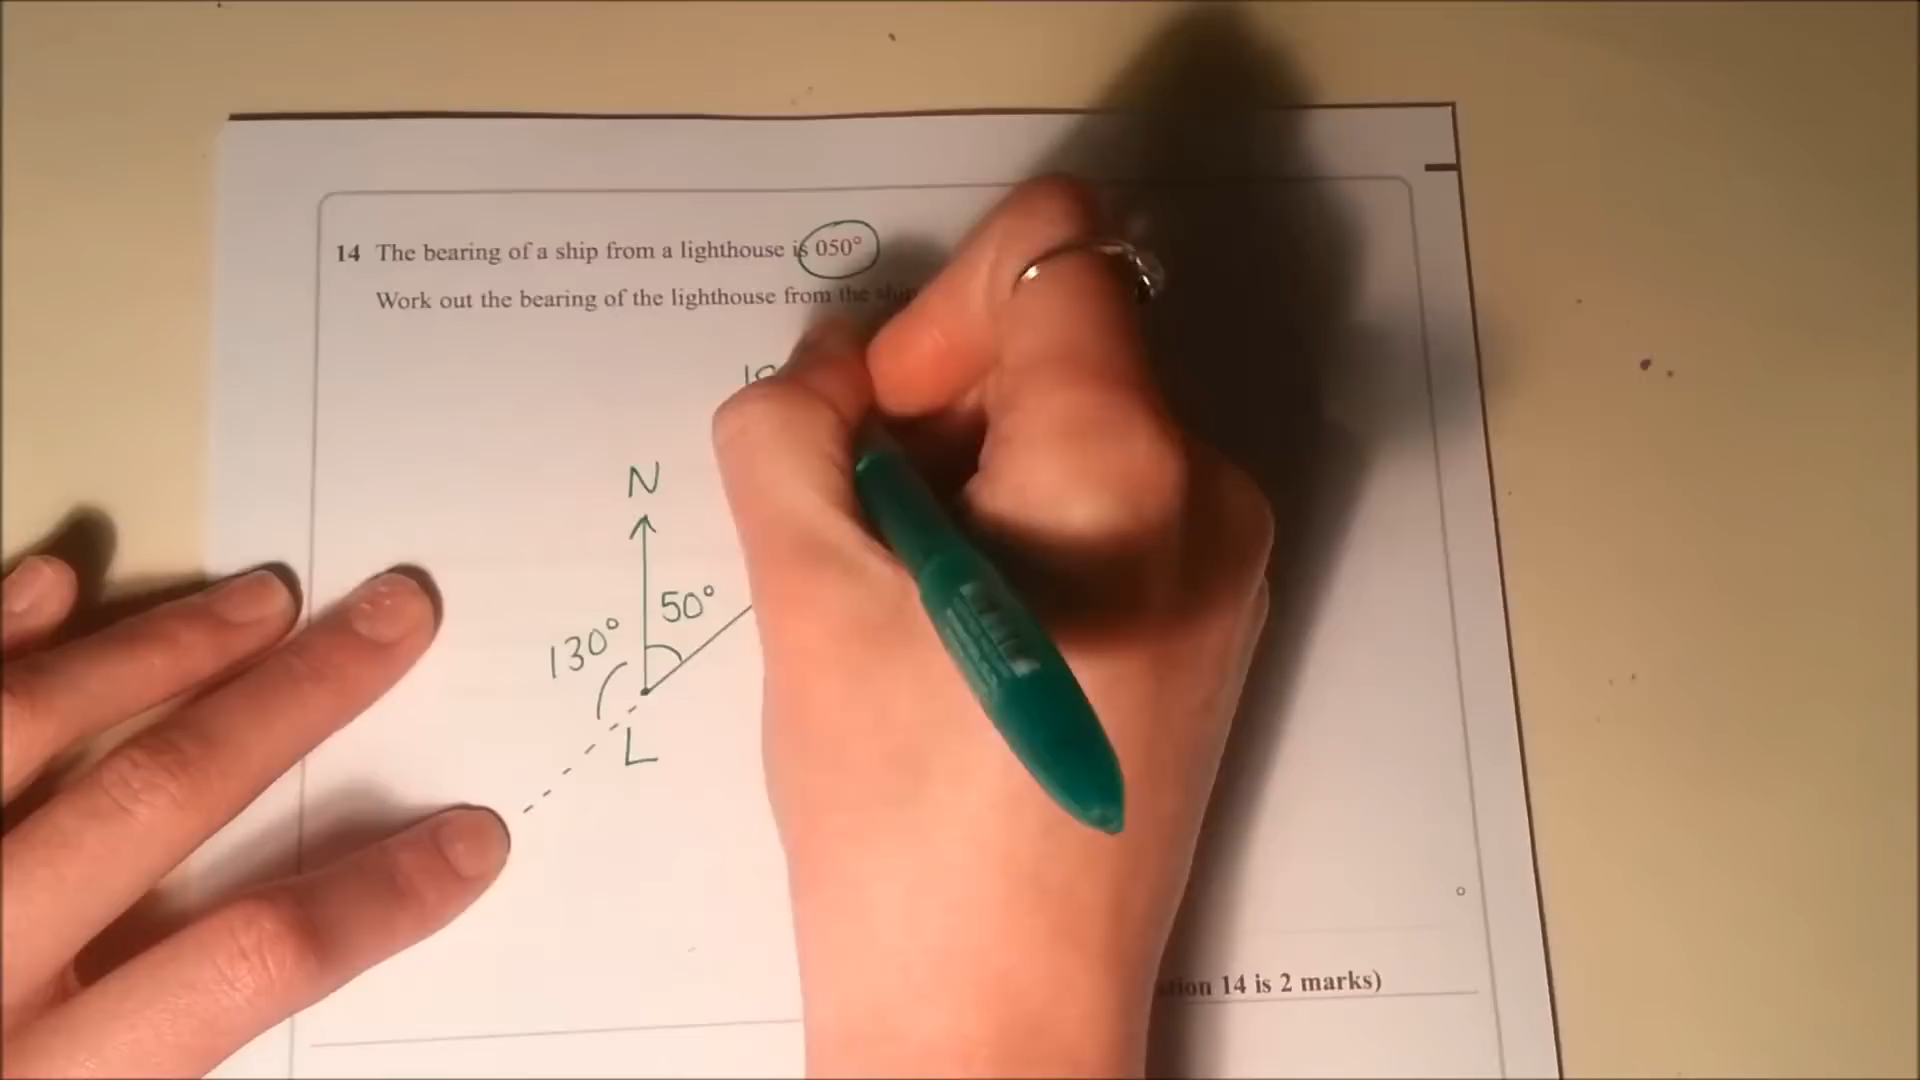 14 The bearing of a ship from a lighthouse is 050°
Work out the bearing of the lighthouse from the ship
N
50°
130°
L
14 is 2 marks)